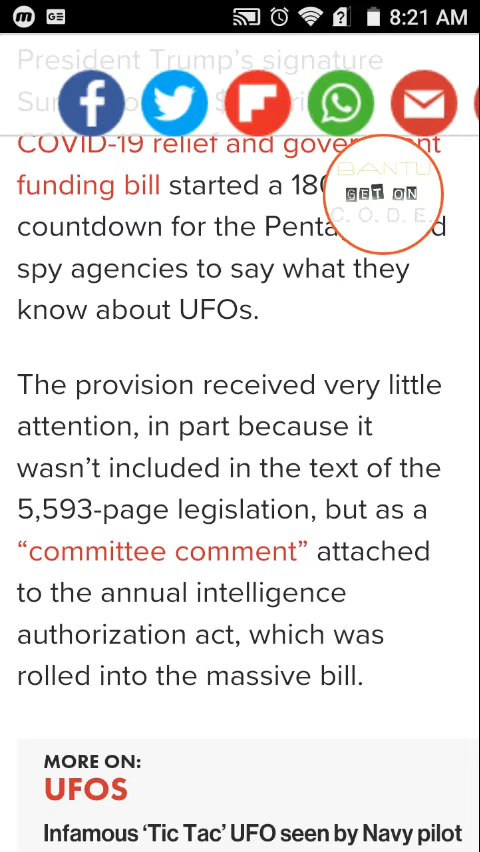 8:21 AM
President Trump's signature
COVID-19 relief and gove nt
funding bill started a 18
countdown for the Penta d
spy agencies to say what they
know about UFOs.
BANTU
GET ON
C. O. D. E.
The provision received very little
attention, in part because it
wasn't included in the text of the
5,593-page legislation, but as a
“committee comment” attached
to the annual intelligence
authorization act, which was
rolled into the massive bill.
MORE ON:
UFOS
Infamous ‘Tic Tac’ UFO seen by Navy pilot